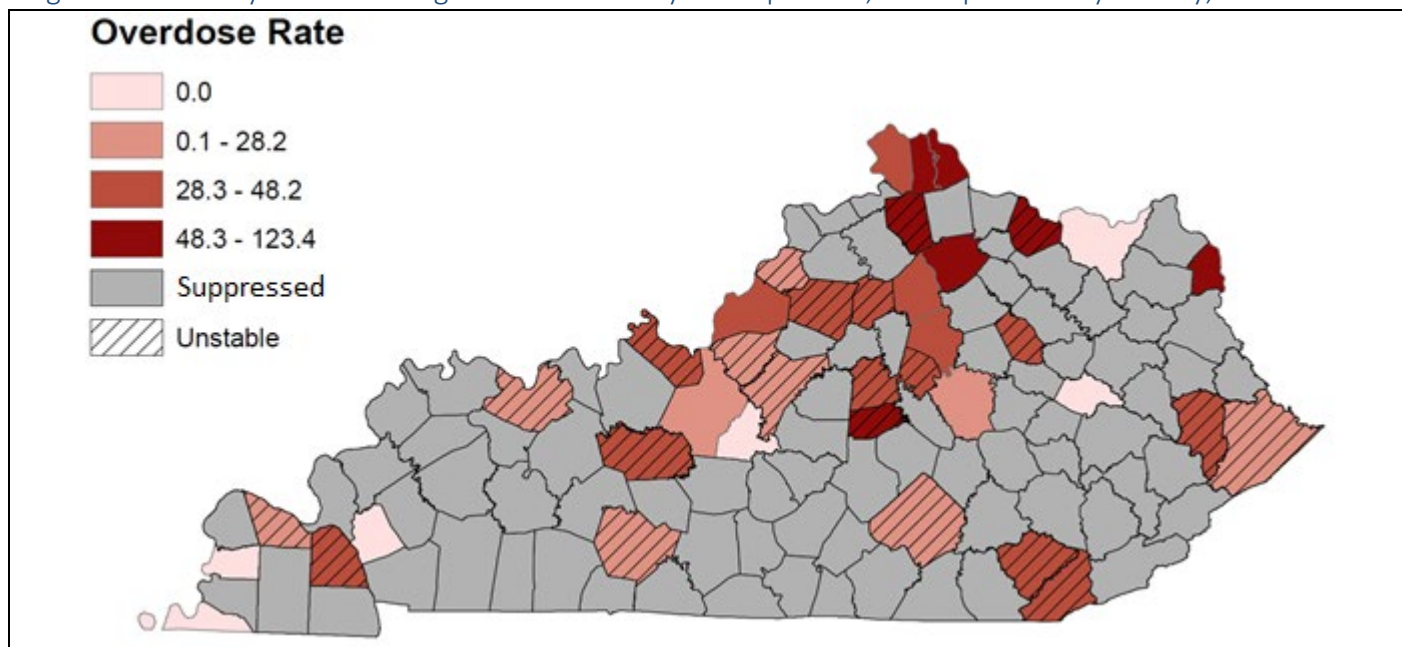 Overdose Rate
0.0
0.1 - 28.2
28.3 - 48.2
48.3 - 123.4
Suppressed
Unstable